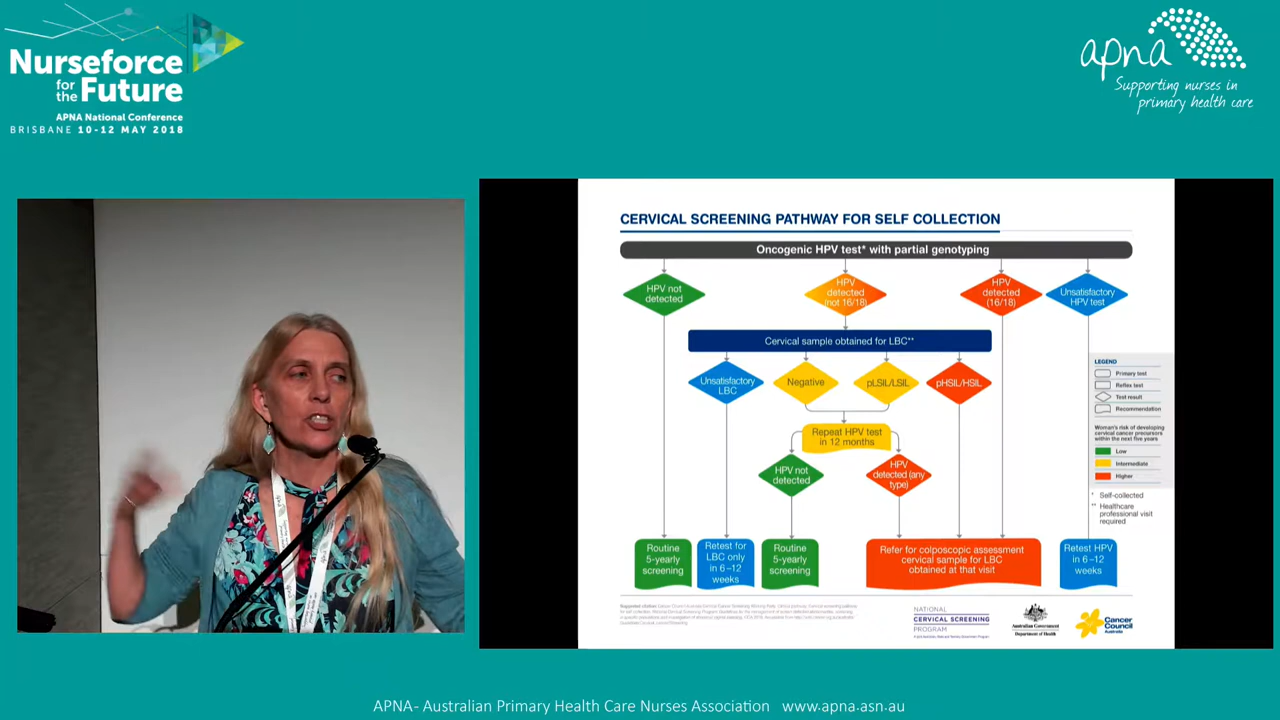 Nurseforce
for
the
Future
APNA National Conference
BRISBANE 10-12 MAY 2018
apna
Supporting nurses in
primary health care
CERVICAL SCREENING PATHWAY FOR SELF COLLECTION
Oncogenic HPV test* with partial genotyping
HPV not
detected
HPV
detected
(not 16/18)
HPV
detected
(16/18)
Unsatisfactory
HPV test
Cervical sample obtained for LBC**
Unsatisfactory
LBC
Negative
pLSIL/LSIL
pHSIL/HSIL
Repeat HPV test
in 12 months
HPV not
detected
HPV
detected (any
type)
Routine
5-yearly
screening
Retest for
LBC only
in 6–12
weeks
Routine
5-yearly
screening
Refer for colposcopic assessment
cervical sample for LBC
obtained at that visit
Retest HPV
in 6–12
weeks
LEGEND
Primary test
Reflex test
Test result
Recommendation
Woman's risk of developing
cervical cancer precursors
within the next five years
Low
Intermediate
Higher
* Self-collected
** Healthcare
professional visit
required
NATIONAL
CERVICAL SCREENING
PROGRAM
Australian Government
Department of Health
Cancer
Council
Australia
APNA- Australian Primary Health Care Nurses Association www.apna.asn.au